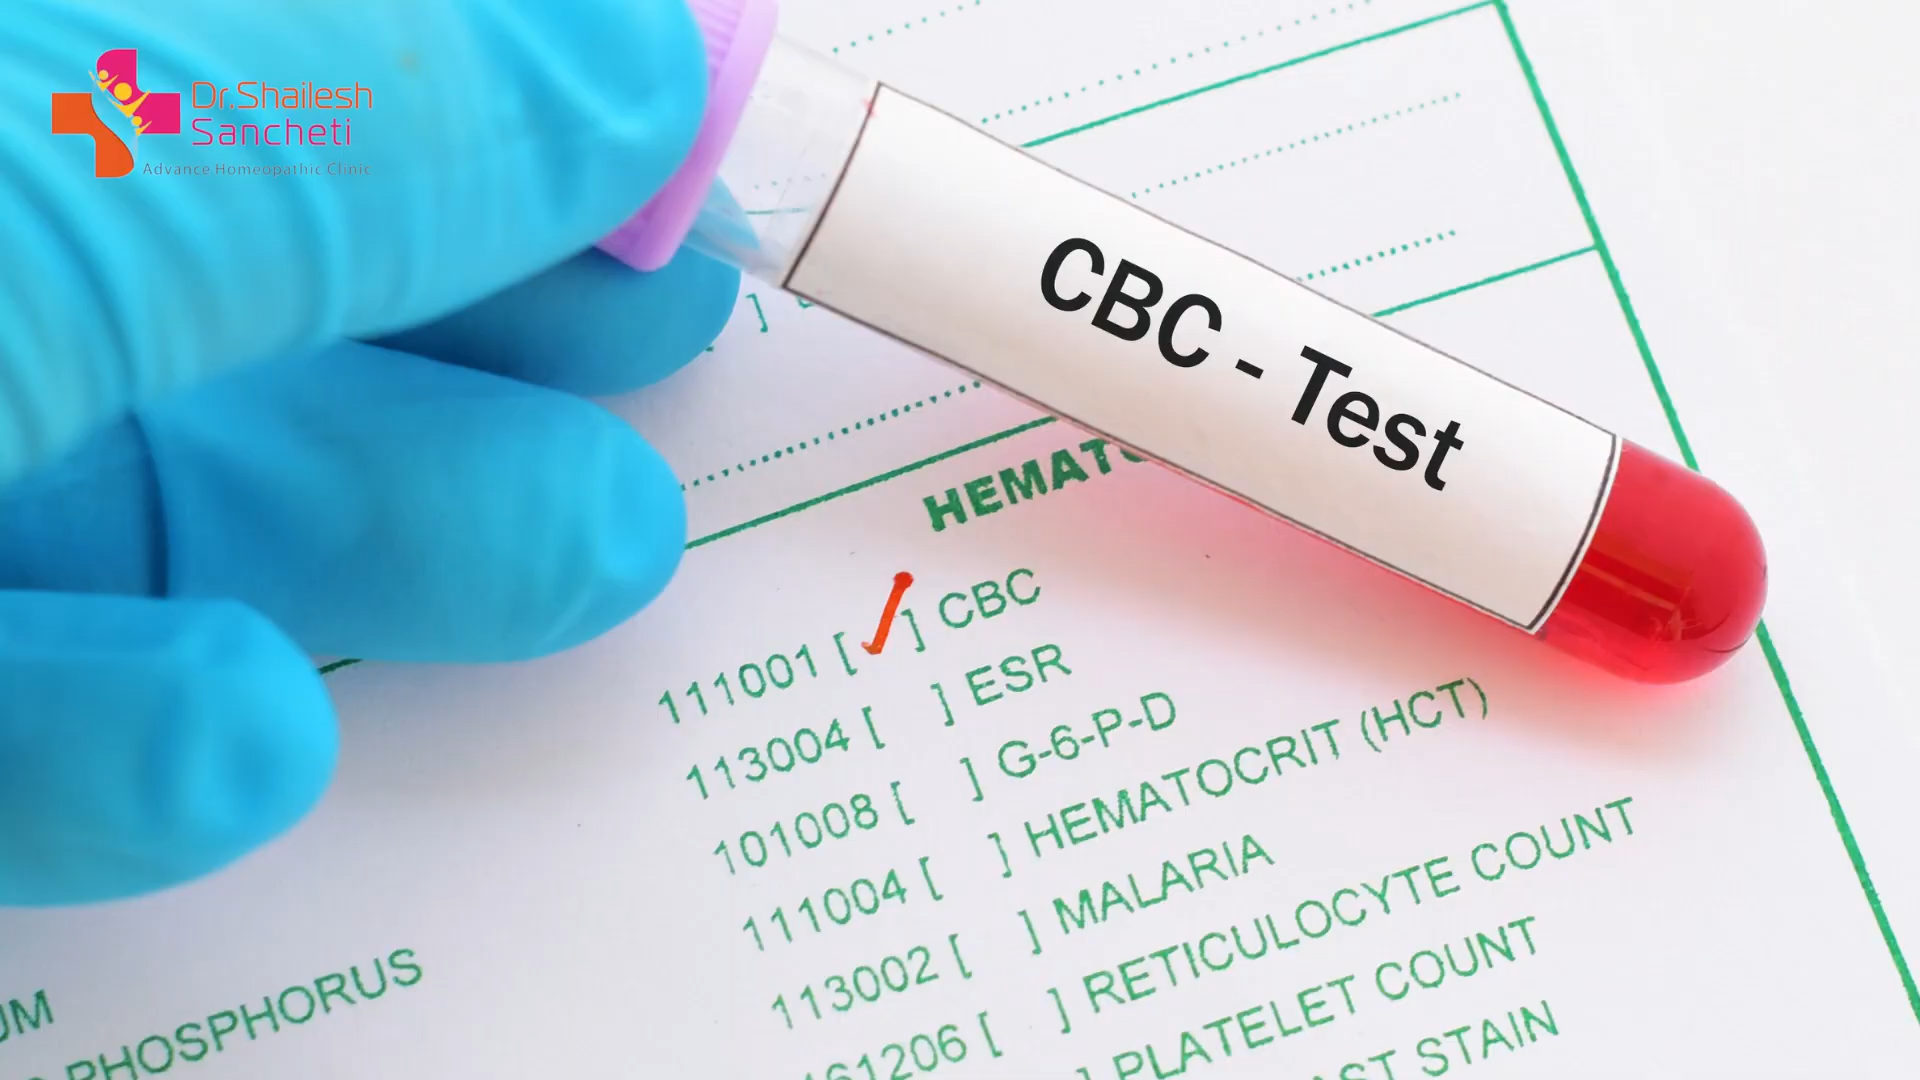 Dr.Shailesh
Sancheti
Advance Homeopathic Clinic
CBC - Test
111001 [ ] CBC
113004 [ ] ESR
101008 [ ] G-6-P-D
111004 [ ] HEMATOCRIT (HCT)
113002 [ ] MALARIA
[ ] RETICULOCYTE COUNT
] PLATELET COUNT
STAIN
PHOSPHORUS